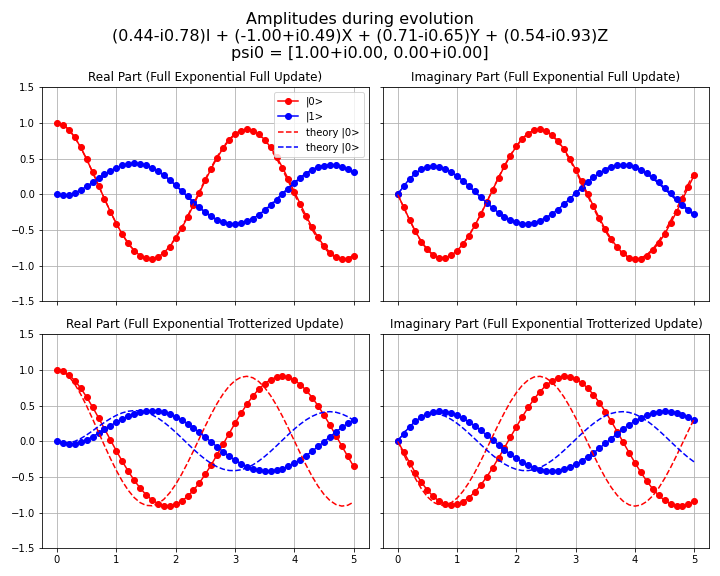 Amplitudes during evolution
(0.44-i0.78)I + (-1.00+i0.49)X + (0.71-i0.65)Y + (0.54-i0.93)Z
psi0 = [1.00+i0.00, 0.00+i0.00]
Real Part (Full Exponential Full Update)
1.5
1.0
0.5
0.0
−0.5
−1.0
−1.5
|0>
|1>
theory |0>
theory |0>
Imaginary Part (Full Exponential Full Update)
Real Part (Full Exponential Trotterized Update)
1.5
1.0
0.5
0.0
−0.5
−1.0
−1.5
0 1 2 3 4 5
Imaginary Part (Full Exponential Trotterized Update)
0 1 2 3 4 5